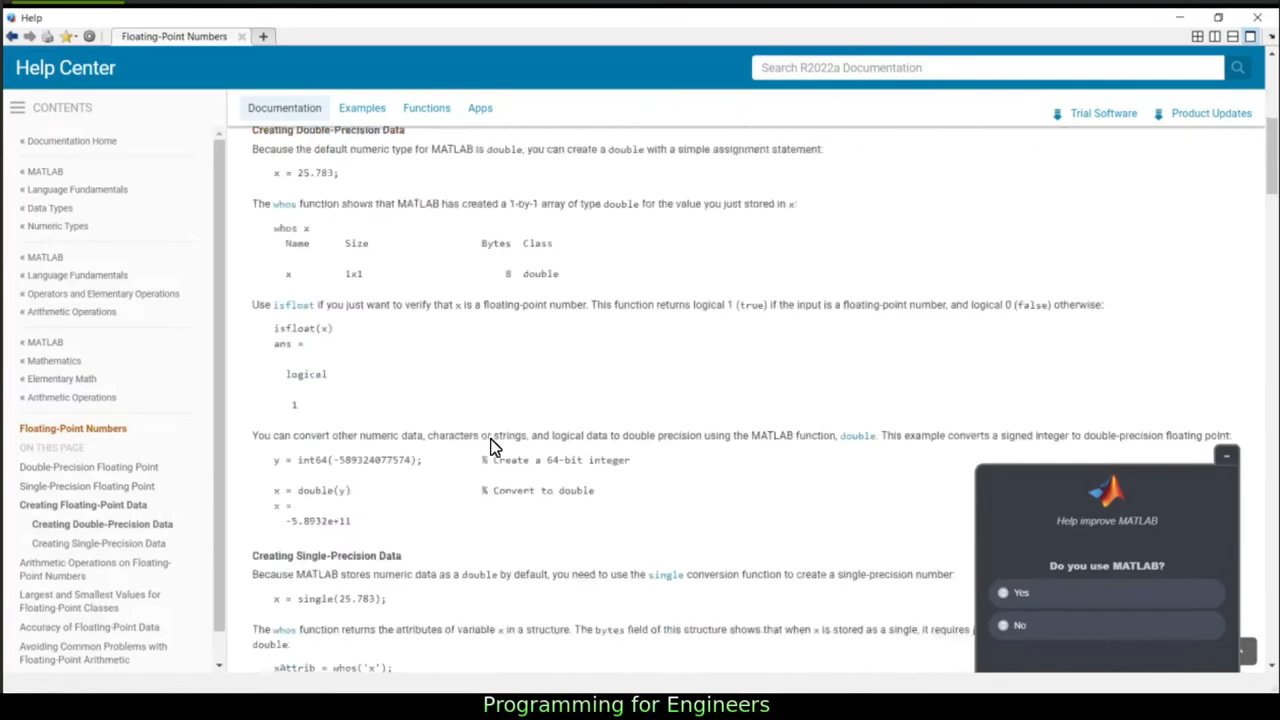 Help
Floating-Point Numbers
Help Center
Search R2022a Documentation
CONTENTS
Documentation
Examples
Functions
Apps
Trial Software
Product Updates
« Documentation Home
« MATLAB
« Language Fundamentals
« Data Types
« Numeric Types
« MATLAB
« Language Fundamentals
« Operators and Elementary Operations
« Arithmetic Operations
« MATLAB
« Mathematics
« Elementary Math
« Arithmetic Operations
Floating-Point Numbers
ON THIS PAGE
Double-Precision Floating Point
Single-Precision Floating Point
Creating Floating-Point Data
Creating Double-Precision Data
Creating Single-Precision Data
Arithmetic Operations on Floating-
Point Numbers
Largest and Smallest Values for
Floating-Point Classes
Accuracy of Floating-Point Data
Avoiding Common Problems with
Floating-Point Arithmetic
Creating Double-Precision Data
Because the default numeric type for MATLAB is double, you can create a double with a simple assignment statement:
x = 25.783;
The whos function shows that MATLAB has created a 1-by-1 array of type double for the value you just stored in x:
whos x
Name Size Bytes Class
x 1x1 8 double
Use isfloat if you just want to verify that x is a floating-point number. This function returns logical 1 (true) if the input is a floating-point number, and logical 0 (false) otherwise:
isfloat(x)
ans =
logical
1
You can convert other numeric data, characters or strings, and logical data to double precision using the MATLAB function, double. This example converts a signed integer to double-precision floating point:
y = int64(-589324077574); % Create a 64-bit integer
x = double(y) % Convert to double
x =
-5.8932e+11
Creating Single-Precision Data
Because MATLAB stores numeric data as a double by default, you need to use the single conversion function to create a single-precision number:
x = single(25.783);
The whos function returns the attributes of variable x in a structure. The bytes field of this structure shows that when x is stored as a single, it requires
double.
xAttrib = whos('x');
Help improve MATLAB
Do you use MATLAB?
Yes
No
Programming for Engineers